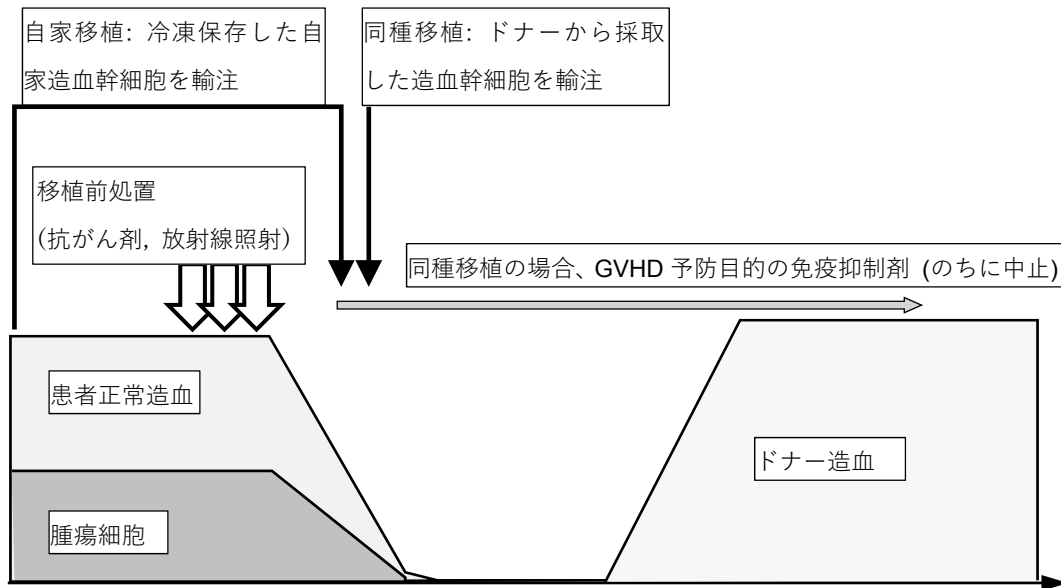 自家移植: 冷凍保存した自
家造血幹細胞を輸注
同種移植: ドナーから採取
した造血幹細胞を輸注
移植前処置
(抗がん剤, 放射線照射)
同種移植の場合、GVHD 予防目的の免疫抑制剤 (のちに中止)
患者正常造血
ドナー造血
腫瘍細胞